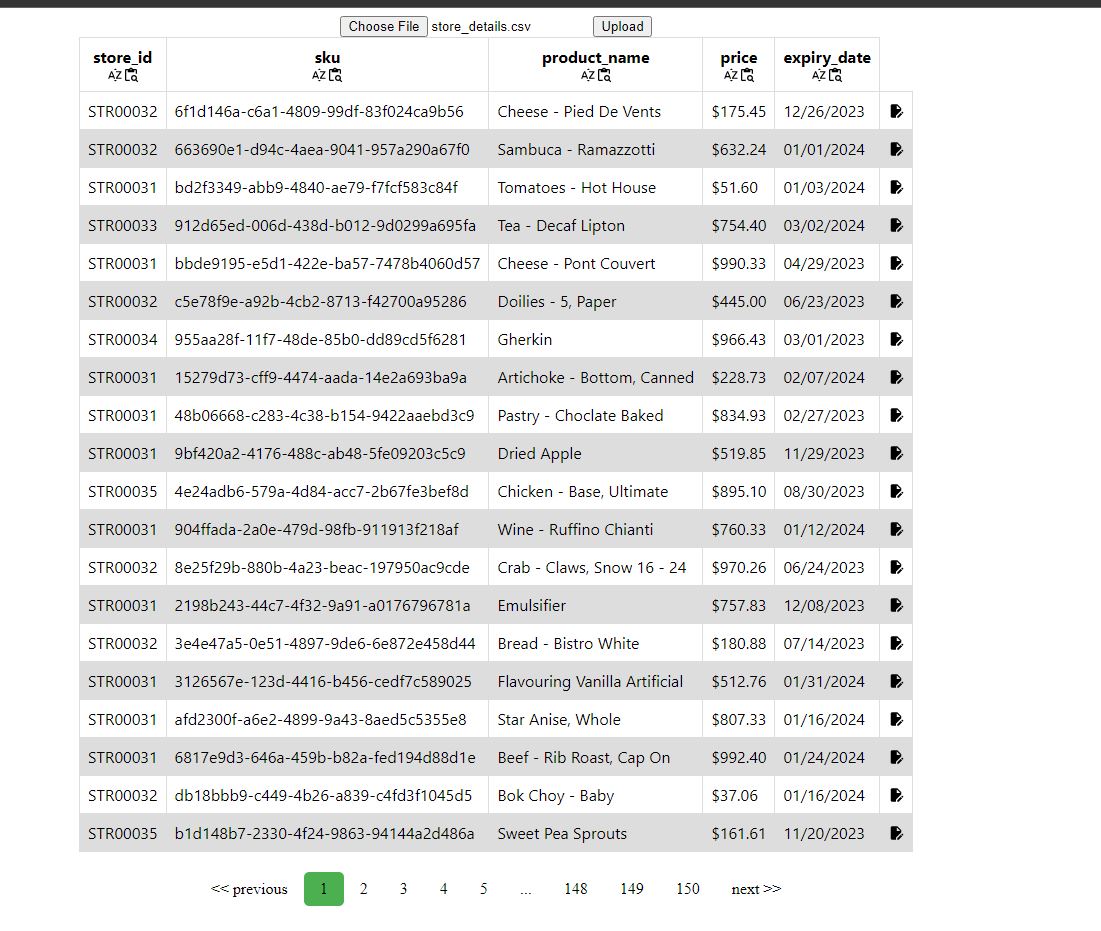 Choose File store_details.csv Upload
store_id sku product_name price expiry_date
STR00032 6f1d146a-c6a1-4809-99df-83f024ca9b56 Cheese - Pied De Vents $175.45 12/26/2023
STR00032 663690e1-d94c-4aea-9041-957a290a67f0 Sambuca - Ramazzotti $632.24 01/01/2024
STR00031 bd2f3349-abb9-4840-ae79-f7fcf583c84f Tomatoes - Hot House $51.60 01/03/2024
STR00033 912d65ed-006d-438d-b012-9d0299a695fa Tea - Decaf Lipton $754.40 03/02/2024
STR00031 bbde9195-e5d1-422e-ba57-7478b4060d57 Cheese - Pont Couvert $990.33 04/29/2023
STR00032 c5e78f9e-a92b-4cb2-8713-f42700a95286 Doilies - 5, Paper $445.00 06/23/2023
STR00034 955aa28f-11f7-48de-85b0-dd89cd5f6281 Gherkin $966.43 03/01/2023
STR00031 15279d73-cff9-4474-aada-14e2a693ba9a Artichoke - Bottom, Canned $228.73 02/07/2024
STR00031 48b06668-c283-4c38-b154-9422aaebd3c9 Pastry - Choclate Baked $834.93 02/27/2023
STR00031 9bf420a2-4176-488c-ab48-5fe09203c5c9 Dried Apple $519.85 11/29/2023
STR00035 4e24adb6-579a-4d84-acc7-2b67fe3bef8d Chicken - Base, Ultimate $895.10 08/30/2023
STR00031 904ffada-2a0e-479d-98fb-911913f218af Wine - Ruffino Chianti $760.33 01/12/2024
STR00032 8e25f29b-880b-4a23-beac-197950ac9cde Crab - Claws, Snow 16 - 24 $970.26 06/24/2023
STR00031 2198b243-44c7-4f32-9a91-a0176796781a Emulsifier $757.83 12/08/2023
STR00032 3e4e47a5-0e51-4897-9de6-6e872e458d44 Bread - Bistro White $180.88 07/14/2023
STR00031 3126567e-123d-4416-b456-cedf7c589025 Flavouring Vanilla Artificial $512.76 01/31/2024
STR00031 afd2300f-a6e2-4899-9a43-8aed5c5355e8 Star Anise, Whole $807.33 01/16/2024
STR00031 6817e9d3-646a-459b-b82a-fed194d88d1e Beef - Rib Roast, Cap On $992.40 01/24/2024
STR00032 db18bbb9-c449-4b26-a839-c4fd3f1045d5 Bok Choy - Baby $37.06 01/16/2024
STR00035 b1d148b7-2330-4f24-9863-94144a2d486a Sweet Pea Sprouts $161.61 11/20/2023
<< previous 1 2 3 4 5 ... 148 149 150 next >>